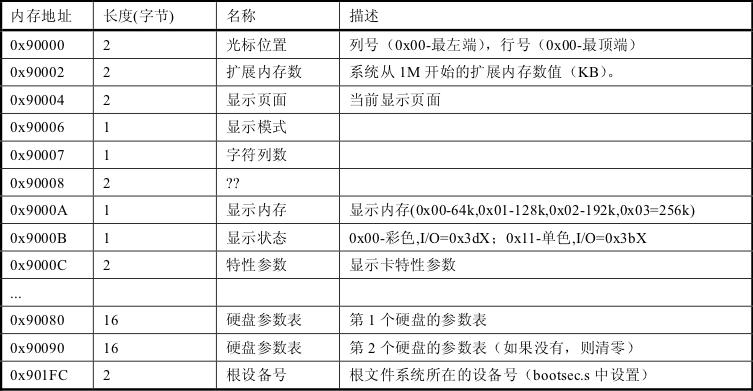 内存地址 长度(字节) 名称 描述
0x90000 2 光标位置 列号（0x00-最左端），行号（0x00-最顶端）
0x90002 2 扩展内存数 系统从 1M 开始的扩展内存数值（KB）。
0x90004 2 显示页面 当前显示页面
0x90006 1 显示模式
0x90007 1 字符列数
0x90008 2 ??
0x9000A 1 显示内存 显示内存(0x00-64k,0x01-128k,0x02-192k,0x03=256k)
0x9000B 1 显示状态 0x00-彩色,I/O=0x3dX；0x11-单色,I/O=0x3bX
0x9000C 2 特性参数 显示卡特性参数
...
0x90080 16 硬盘参数表 第 1 个硬盘的参数表
0x90090 16 硬盘参数表 第 2 个硬盘的参数表（如果没有，则清零）
0x901FC 2 根设备号 根文件系统所在的设备号（bootsec.s 中设置）